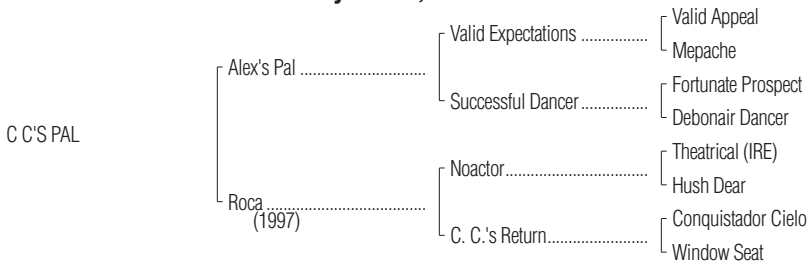 Valid Appeal
Valid Expectations ................
Mepache
Alex's Pal ..............................
Fortunate Prospect
Successful Dancer................
Debonair Dancer
C C'S PAL
Theatrical (IRE)
Noactor..................................
Hush Dear
Roca ......................................
(1997)
Conquistador Cielo
C. C.'s Return........................
Window Seat